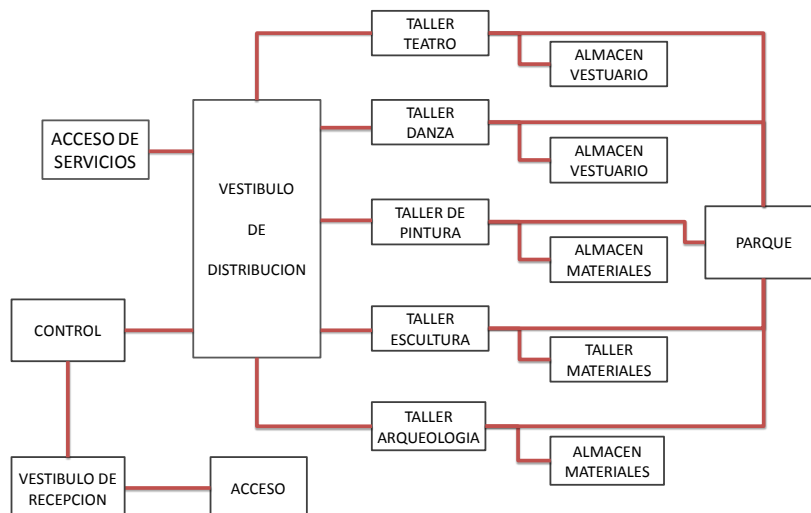 TALLER
TEATRO
ALMACEN
VESTUARIO
ACCESO DE
SERVICIOS
VESTIBULO
DE
DISTRIBUCION
TALLER
DANZA
ALMACEN
VESTUARIO
TALLER DE
PINTURA
ALMACEN
MATERIALES
PARQUE
CONTROL
TALLER
ESCULTURA
TALLER
MATERIALES
TALLER
ARQUEOLOGIA
ALMACEN
MATERIALES
VESTIBULO DE
RECEPCION
ACCESO